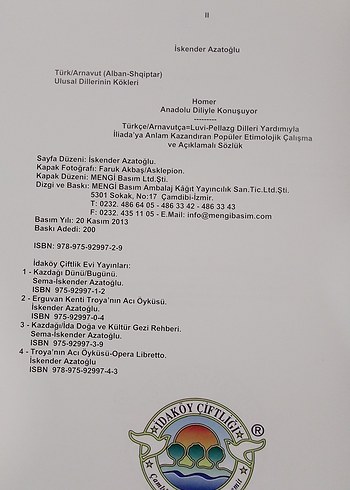 II
İskender Azatoğlu
Türk/Arnavut (Alban-Shqiptar)
Ulusal Dillerinin Kökleri
Homer
Anadolu Diliyle Konuşuyor
---------
Türkçe/Arnavutça=Luvi-Pellazg Dilleri Yardımıyla
İliada'ya Anlam Kazandıran Popüler Etimolojik Çalışma
ve Açıklamalı Sözlük
Sayfa Düzeni: İskender Azatoğlu.
Kapak Fotoğrafı: Faruk Akbaş/Asklepion.
Kapak Düzeni: MENGİ Basım Ltd.Şti.
Dizgi ve Baskı: MENGİ Basım Ambalaj Kâğıt Yayıncılık San.Tic.Ltd.Şti.
5301 Sokak, No:17 Çamdibi-İzmir.
T: 0232. 486 64 05 - 486 33 42 - 486 33 43
F: 0232. 435 11 05 - E.Mail: info@mengibasim.com
Basım Yılı: 20 Kasım 2013
Baskı Adedi: 200
ISBN: 978-975-92997-2-9
İdaköy Çiftlik Evi Yayınları:
1 - Kazdağı Dünü/Bugünü.
Sema-İskender Azatoğlu.
ISBN 975-92997-1-2
2 - Erguvan Kenti Troya'nın Acı Öyküsü.
İskender Azatoğlu.
ISBN 975-92997-0-4
3 - Kazdağı/İda Doğa ve Kültür Gezi Rehberi.
Sema-İskender Azatoğlu.
ISBN 975-92997-3-9
4 - Troya'nın Acı Öyküsü-Opera Libretto.
İskender Azatoğlu
ISBN 978-975-92997-4-3
İDAKÖY ÇİFTLİĞİ ®